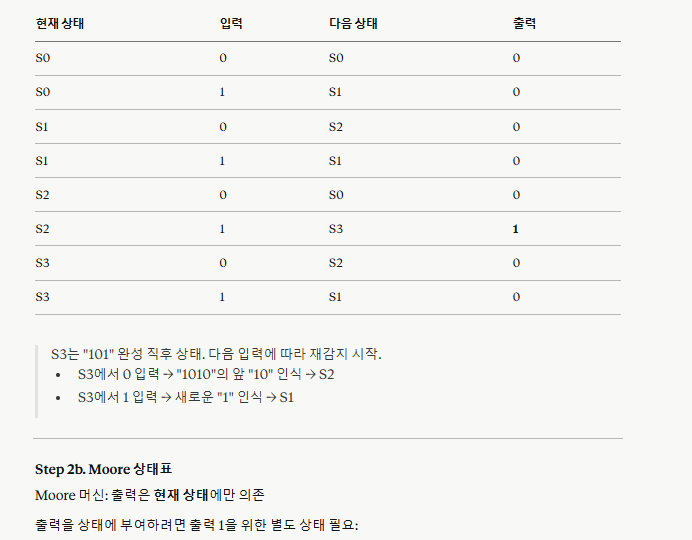 현재 상태 입력 다음 상태 출력
S0 0 S0 0
S0 1 S1 0
S1 0 S2 0
S1 1 S1 0
S2 0 S0 0
S2 1 S3 1
S3 0 S2 0
S3 1 S1 0
S3는 "101" 완성 직후 상태. 다음 입력에 따라 재감지 시작.
• S3에서 0 입력 → "1010"의 앞 "10" 인식 → S2
• S3에서 1 입력 → 새로운 "1" 인식 → S1
Step 2b. Moore 상태표
Moore 머신: 출력은 현재 상태에만 의존
출력을 상태에 부여하려면 출력 1을 위한 별도 상태 필요: